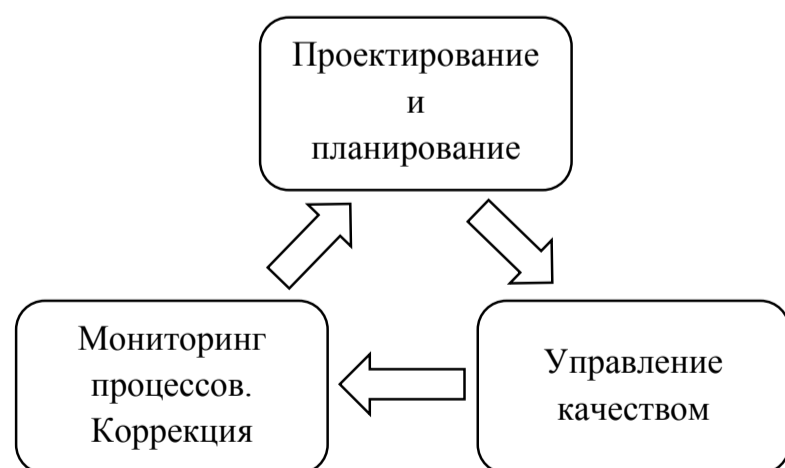 Проектирование
и
планирование
Мониторинг
процессов.
Коррекция
Управление
качеством